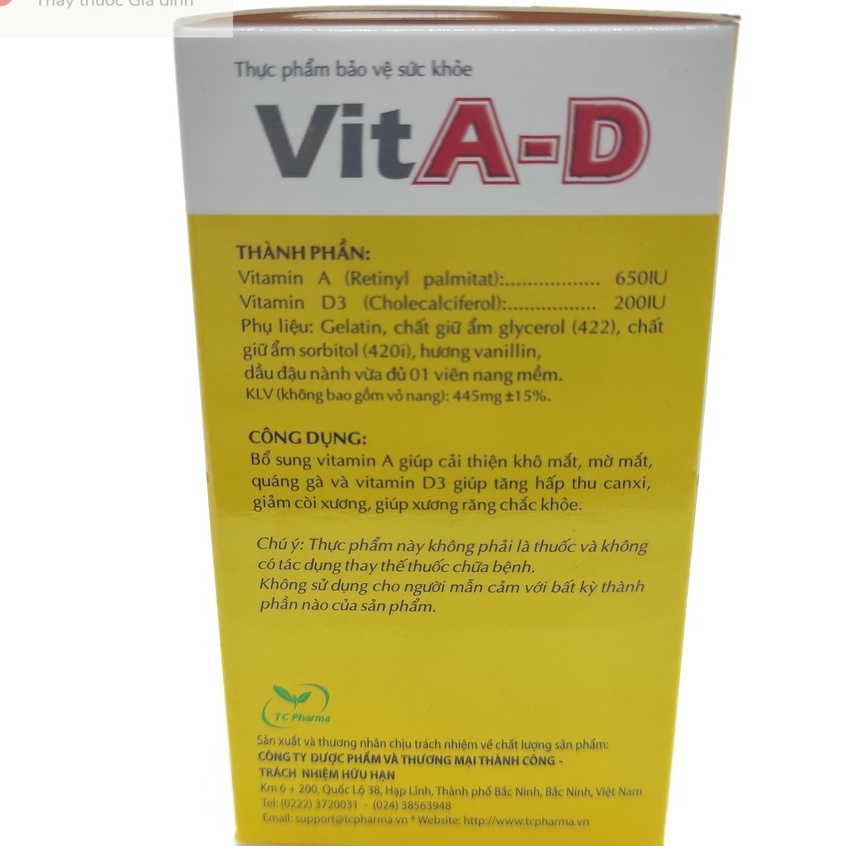 Thầy thuốc Gia đình
Thực phẩm bảo vệ sức khỏe
VitA-D
THÀNH PHẦN:
Vitamin A (Retinyl palmitat):................. 650IU
Vitamin D3 (Cholecalciferol):................ 200IU
Phụ liệu: Gelatin, chất giữ ẩm glycerol (422), chất
giữ ẩm sorbitol (420i), hương vanillin,
dầu đậu nành vừa đủ 01 viên nang mềm.
KLV (không bao gồm vỏ nang): 445mg ±15%.
CÔNG DỤNG:
Bổ sung vitamin A giúp cải thiện khô mắt, mờ mắt,
quáng gà và vitamin D3 giúp tăng hấp thu canxi,
giảm còi xương, giúp xương răng chắc khỏe.
Chú ý: Thực phẩm này không phải là thuốc và không
có tác dụng thay thế thuốc chữa bệnh.
Không sử dụng cho người mẫn cảm với bất kỳ thành
phần nào của sản phẩm.
TC Pharma
Sản xuất và thương nhân chịu trách nhiệm về chất lượng sản phẩm:
CÔNG TY DƯỢC PHẨM VÀ THƯƠNG MẠI THÀNH CÔNG -
TRÁCH NHIỆM HỮU HẠN
Km 6 + 200, Quốc Lộ 38, Hạp Lĩnh, Thành phố Bắc Ninh, Bắc Ninh, Việt Nam
Tel: (0222) 3720031 - (024) 38563948
Email: support@tcpharma.vn * Website: http://www.tcpharma.vn